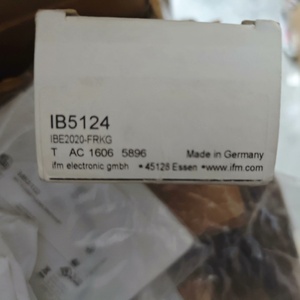 IB5124
IBE2020-FRKG
T AC 1606 5896 Made in Germany
ifm electronic gmbh •45128 Essen •www.ifm.com